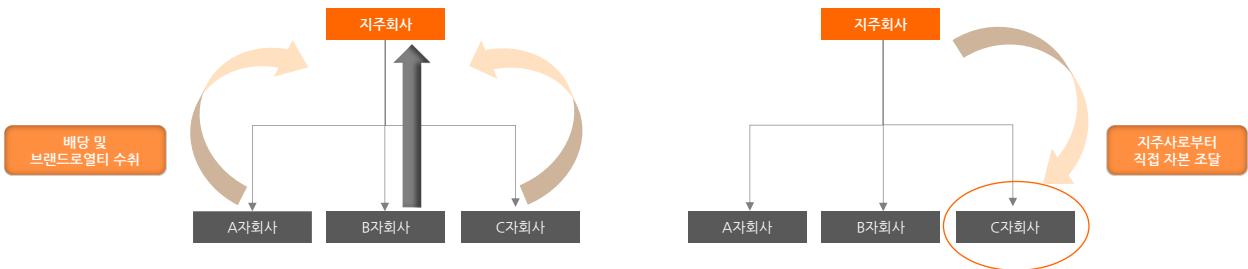 지주회사
배당 및
브랜드로열티 수취
A자회사
B자회사
C자회사
지주회사
지주사로부터
직접 자본 조달
A자회사
B자회사
C자회사